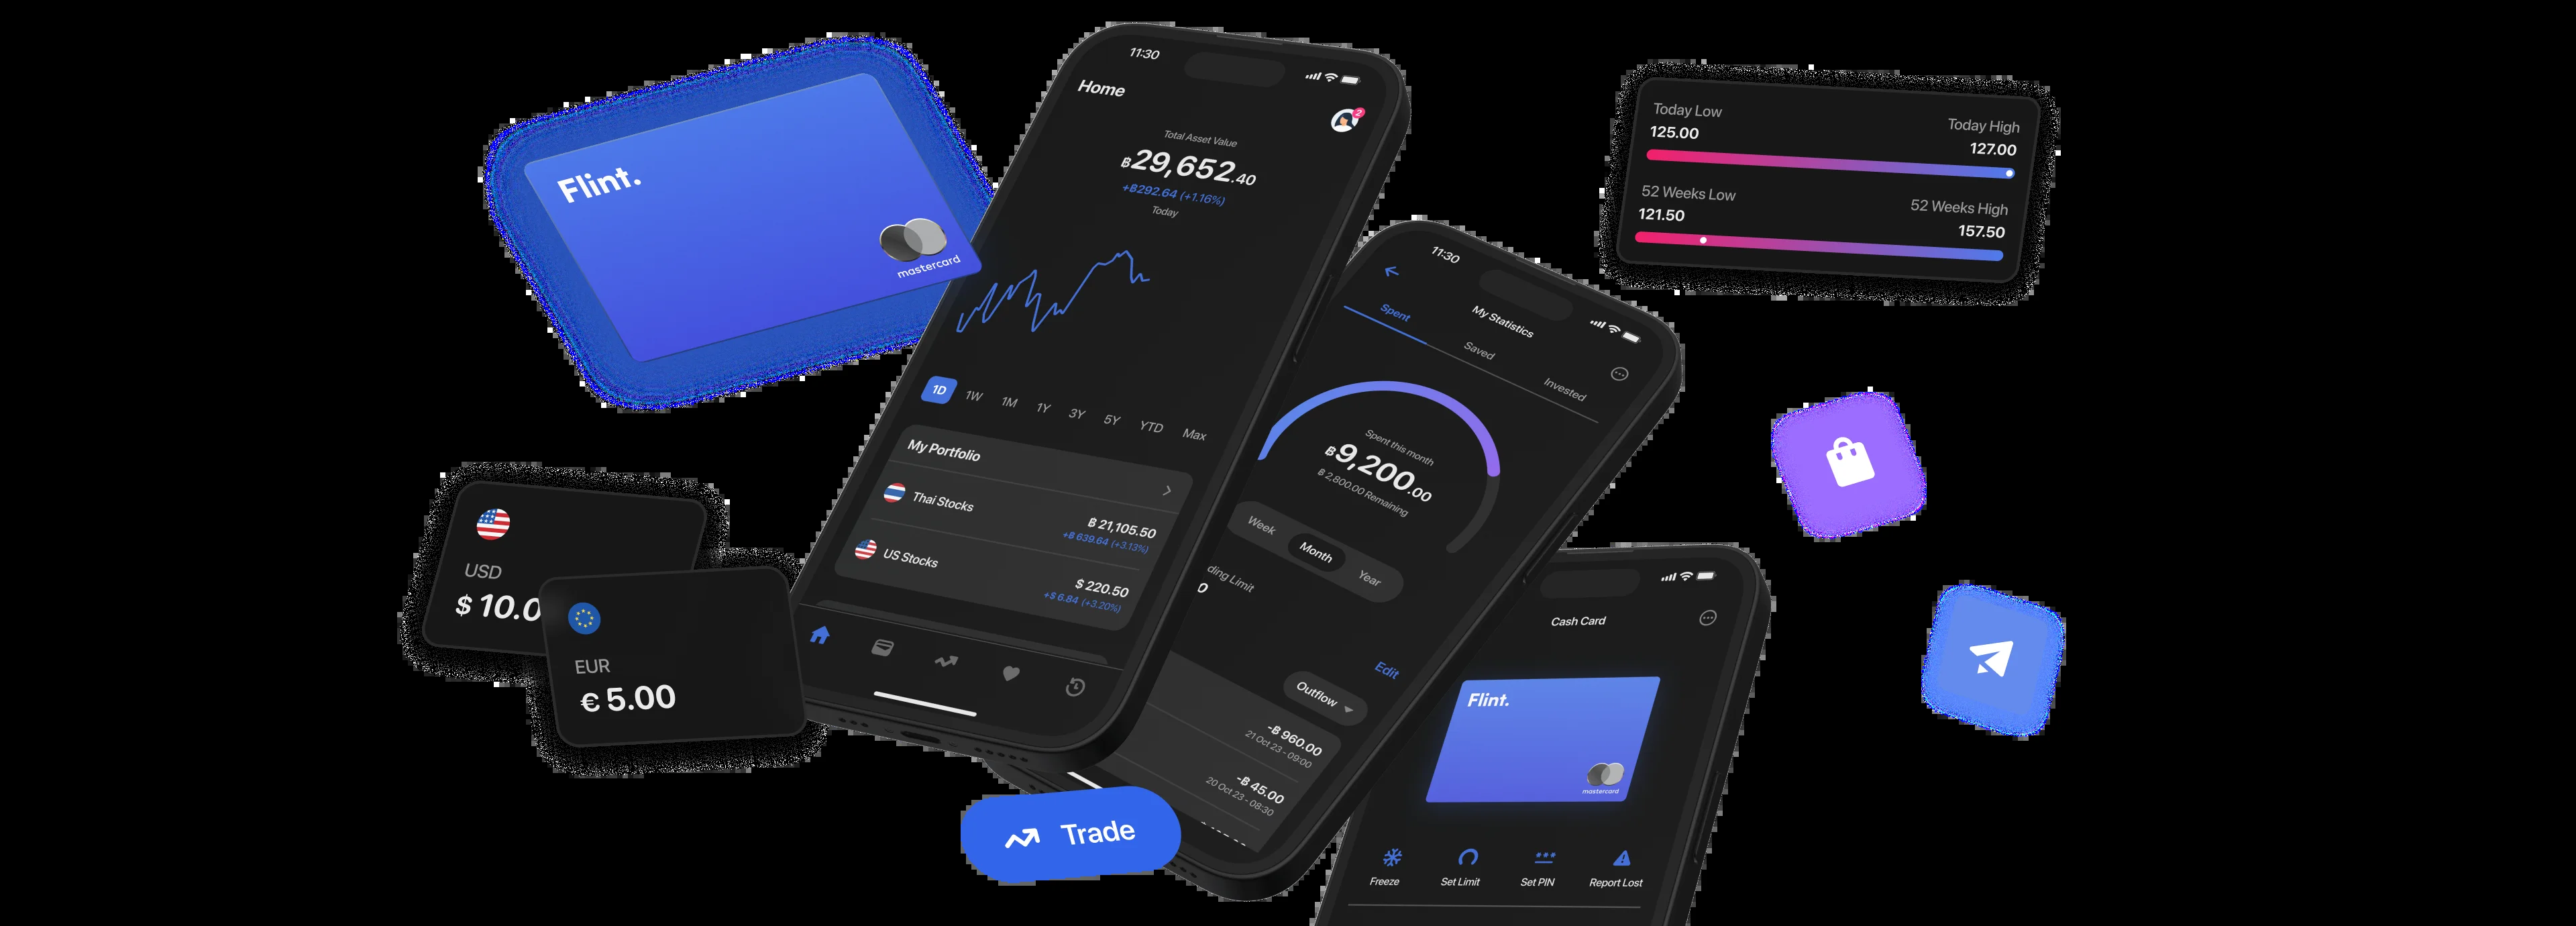 Flint.
mastercard
USD
$ 10.0
EUR
€ 5.00
11:30
Home
2
Total Asset Value
฿29,652.40
+฿292.64 (+1.16%)
Today
1D 1W 1M 1Y 3Y 5Y YTD Max
My Portfolio
Thai Stocks
฿ 21,105.50
+฿ 639.64 (+3.13%)
US Stocks
$ 220.50
+$ 6.84 (+3.20%)
Trade
11:30
My Statistics
Spent Saved Invested
Spent this month
฿9,200.00
฿ 2,800.00 Remaining
Week Month Year
ding Limit
0
Edit
Outflow
-฿ 960.00
21 Oct 23 - 09:00
-฿ 45.00
20 Oct 23 - 08:30
Cash Card
Flint.
mastercard
Freeze Set Limit Set PIN Report Lost
Today Low Today High
125.00 127.00
52 Weeks Low 52 Weeks High
121.50 157.50